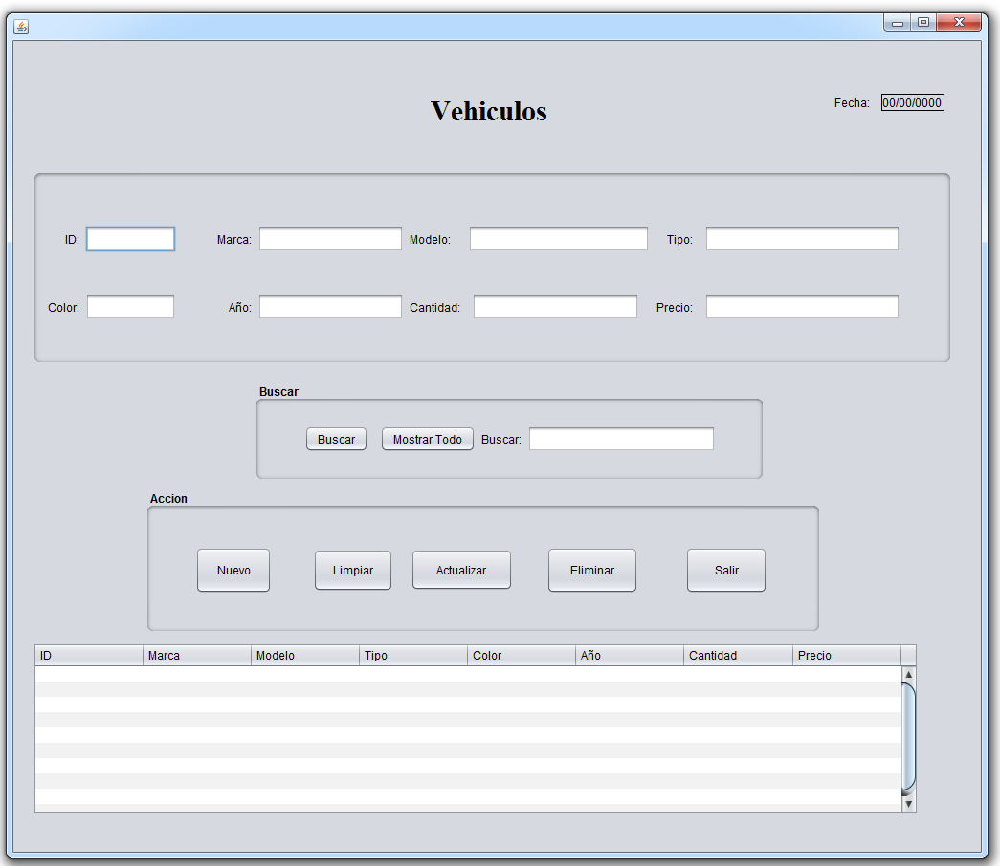 Vehiculos
Fecha: 00/00/0000
ID: Marca: Modelo: Tipo:
Color: Año: Cantidad: Precio:
Buscar
Buscar Mostrar Todo Buscar:
Accion
Nuevo Limpiar Actualizar Eliminar Salir
ID Marca Modelo Tipo Color Año Cantidad Precio